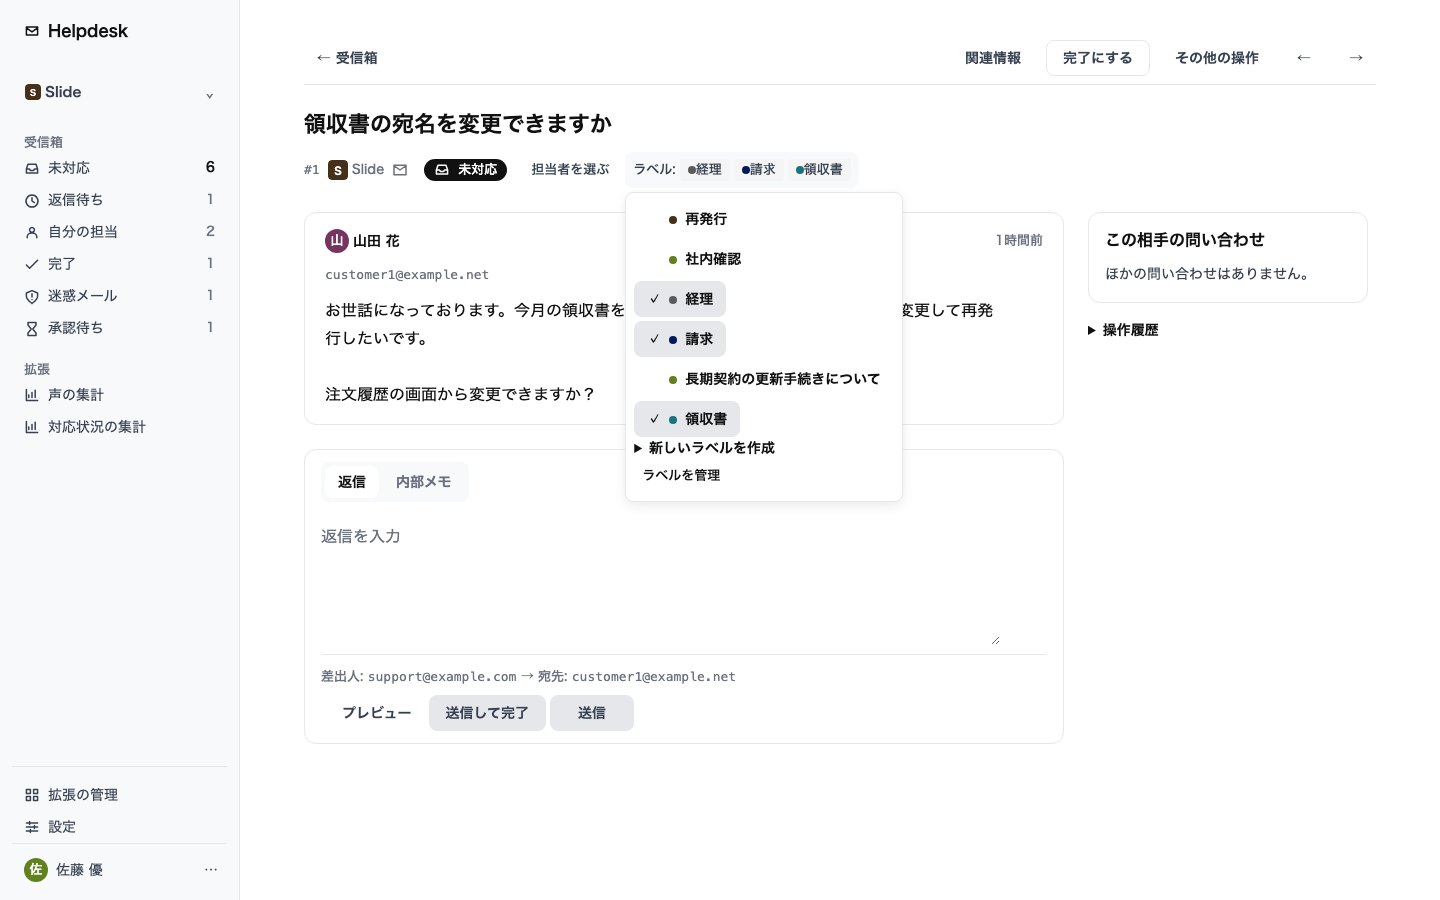 Helpdesk
S Slide
受信箱
未対応 6
返信待ち 1
自分の担当 2
完了 1
迷惑メール 1
承認待ち 1
拡張
声の集計
対応状況の集計
拡張の管理
設定
佐 佐藤 優 …
← 受信箱
関連情報 完了にする その他の操作 ← →
領収書の宛名を変更できますか
#1 S Slide 未対応 担当者を選ぶ ラベル: 経理 請求 領収書
再発行
社内確認
✓ 経理
✓ 請求
長期契約の更新手続きについて
✓ 領収書
▶ 新しいラベルを作成
ラベルを管理
山 山田 花 1時間前
customer1@example.net
お世話になっております。今月の領収書を 変更して再発
行したいです。
注文履歴の画面から変更できますか？
返信 内部メモ
返信を入力
差出人: support@example.com → 宛先: customer1@example.net
プレビュー 送信して完了 送信
この相手の問い合わせ
ほかの問い合わせはありません。
▶ 操作履歴